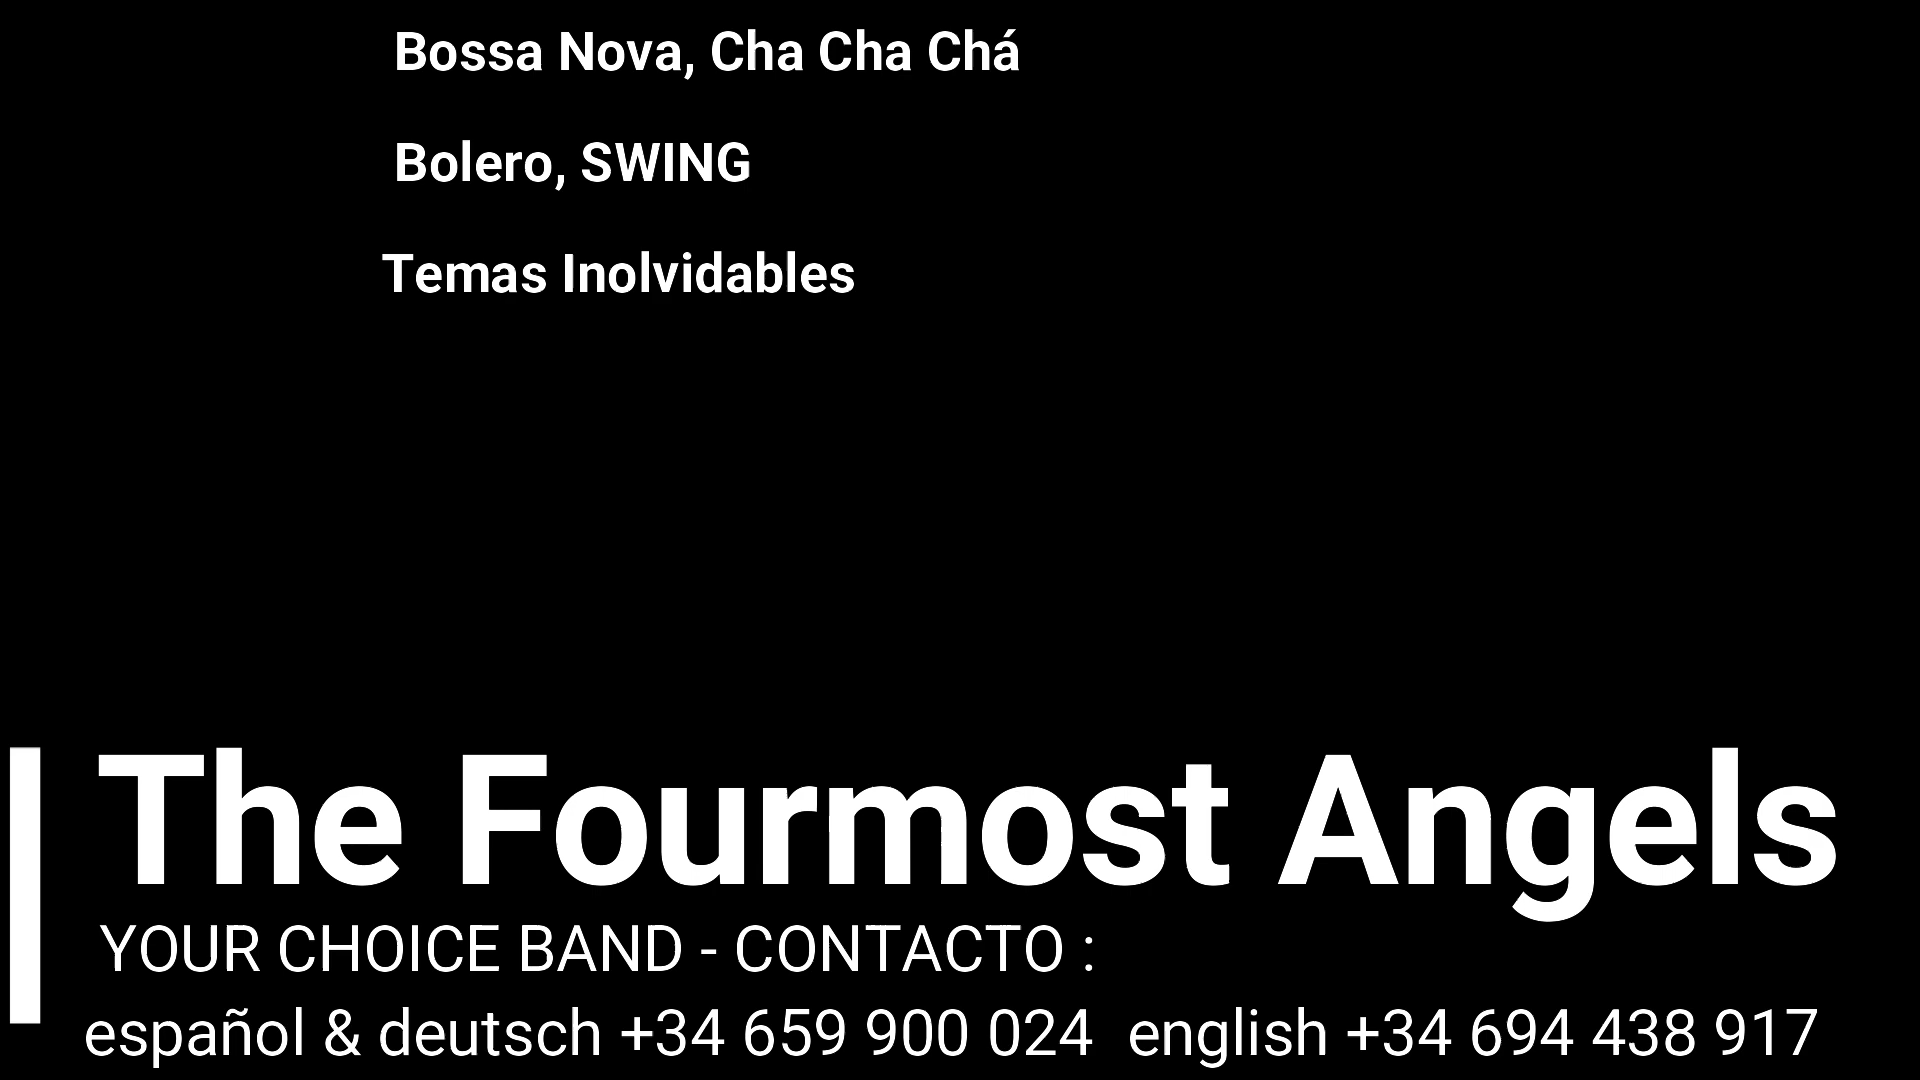 Bossa Nova, Cha Cha Chá
Bolero, SWING
Temas Inolvidables
The Fourmost Angels
YOUR CHOICE BAND - CONTACTO :
español & deutsch +34 659 900 024 english +34 694 438 917